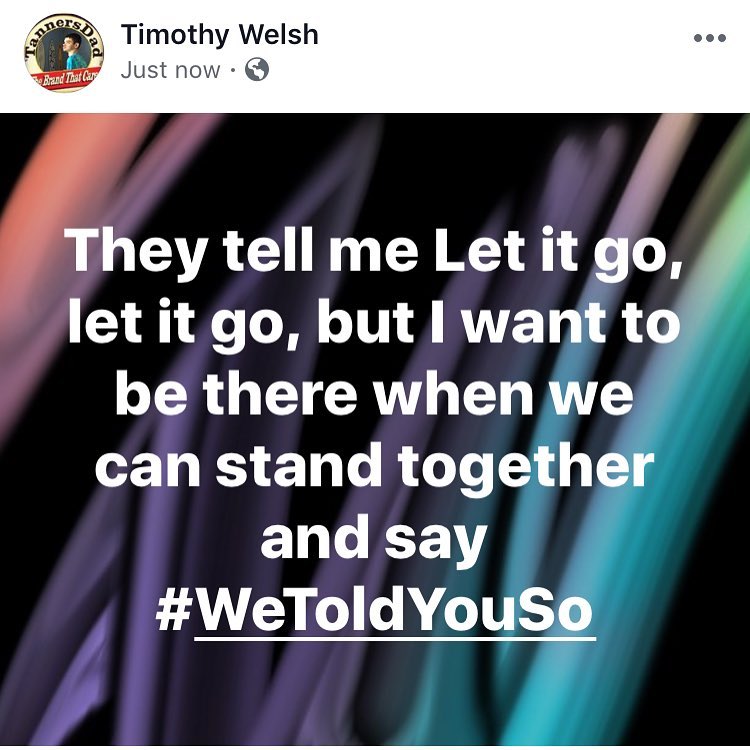 TannersDad
The Brand That Cares
Timothy Welsh
Just now ·
They tell me Let it go,
let it go, but I want to
be there when we
can stand together
and say
#WeToldYouSo